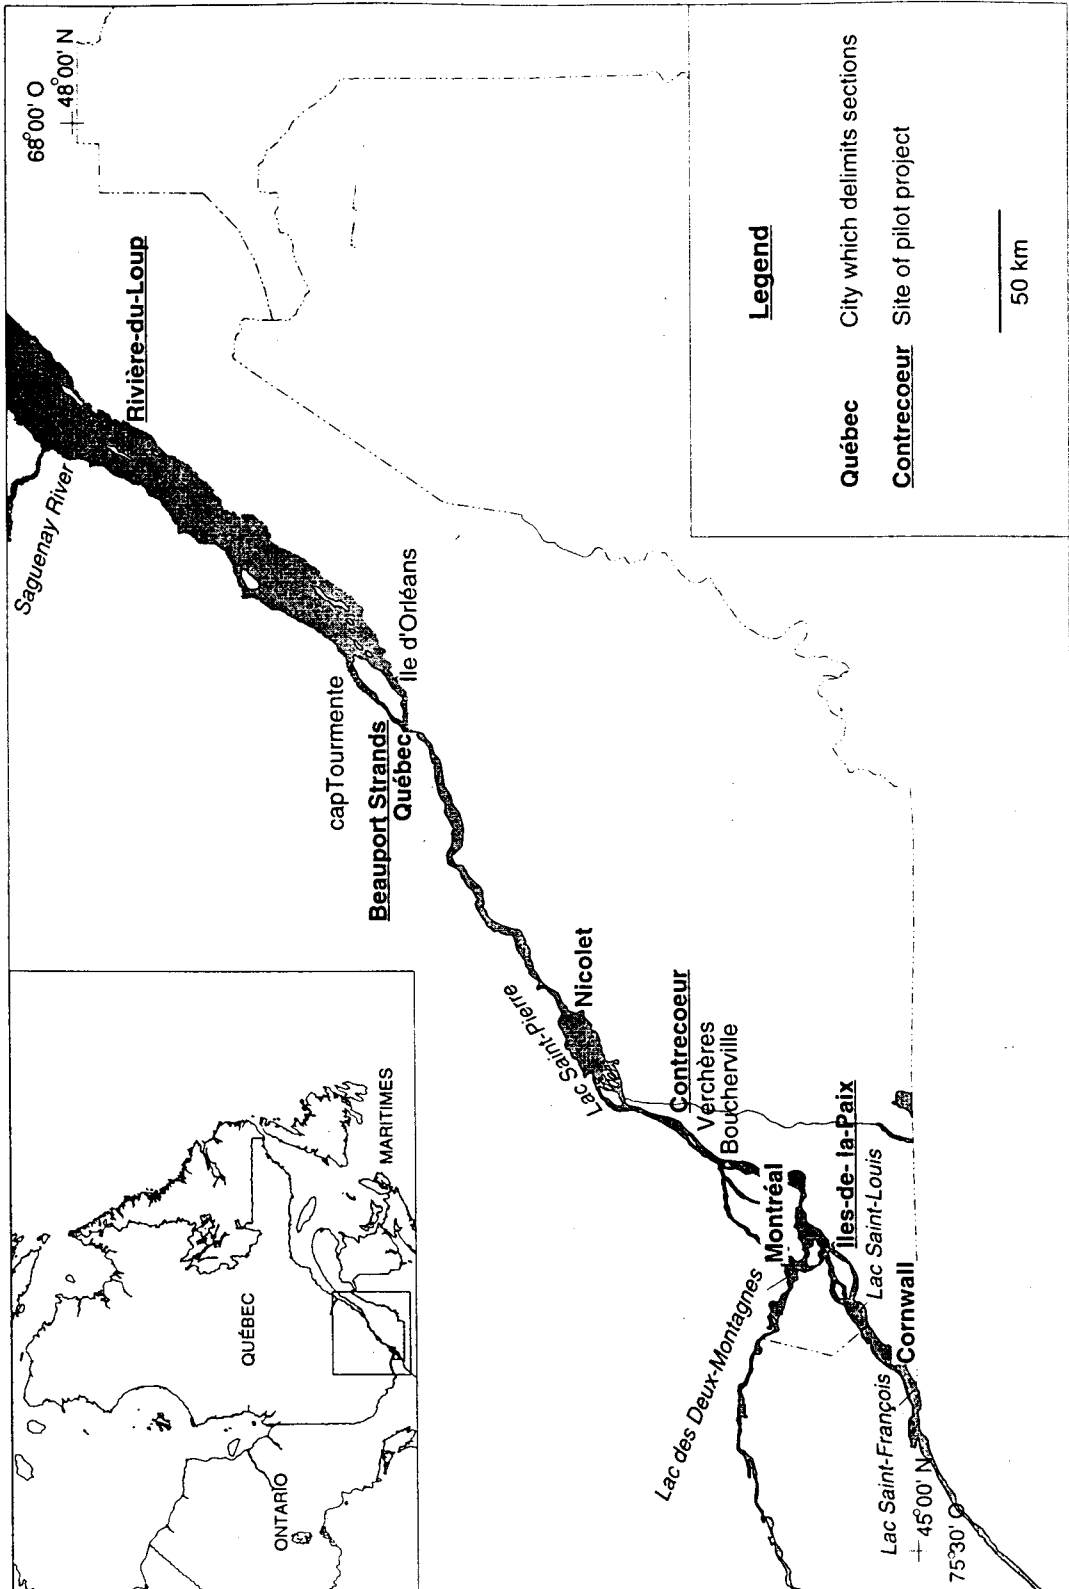 68°00' O
48°00' N
Saguenay River
Rivière-du-Loup
capTourmente
Ile d'Orléans
Beauport Strands
Québec
Lac Saint-Pierre
Nicolet
Contrecoeur
Verchères
Boucherville
Montréal
Îles-de- la-Paix
Lac Saint-Louis
Lac des Deux-Montagnes
Cornwall
Lac Saint-François
45°00' N
75°30' O
QUÉBEC
MARITIMES
ONTARIO
Legend
Québec City which delimits sections
Contrecoeur Site of pilot project
50 km